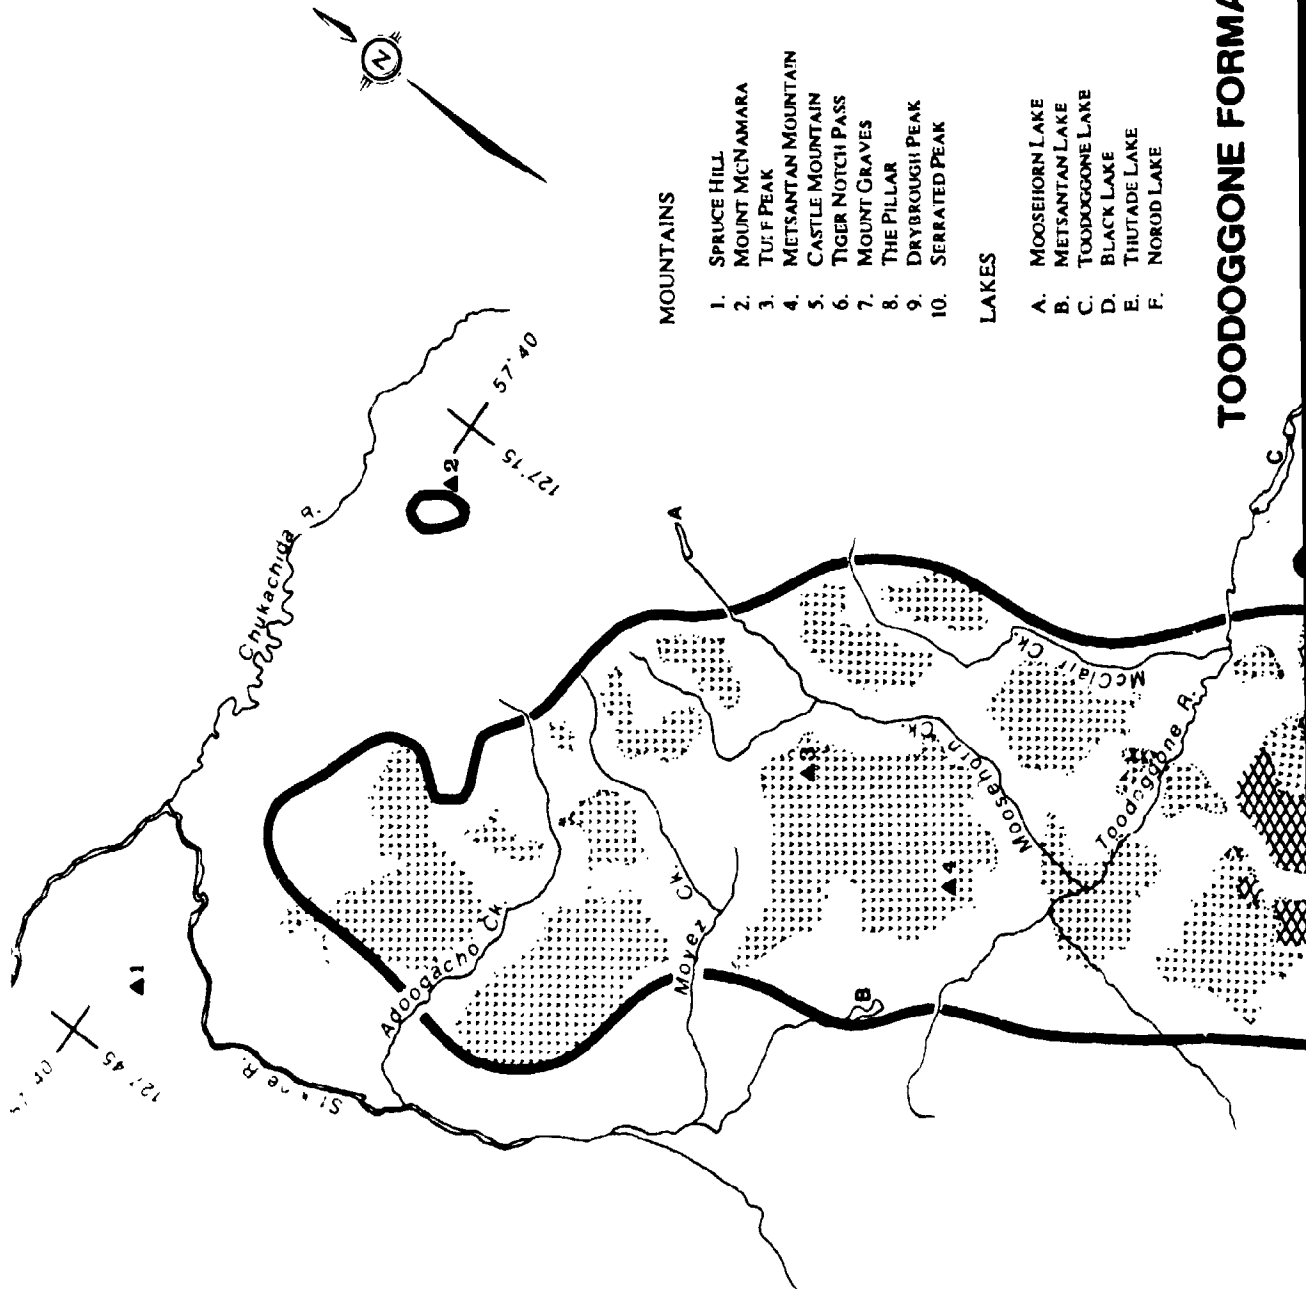 N
MOUNTAINS
1. SPRUCE HILL
2. MOUNT MCNAMARA
3. TUFF PEAK
4. METSANTAN MOUNTAIN
5. CASTLE MOUNTAIN
6. TIGER NOTCH PASS
7. MOUNT GRAVES
8. THE PILLAR
9. DRYBROUGH PEAK
10. SERRATED PEAK
LAKES
A. MOOSEHORN LAKE
B. METSANTAN LAKE
C. TOODOGGONE LAKE
D. BLACK LAKE
E. THUTADE LAKE
F. NOROD LAKE
TOODOGGONE FORMA
Chukachida R.
57° 40
127° 15
2
A
1
40
127° 45
R.
Adoogacho Ck
Moyez Ck.
B
3
4
Moosehorn Ck.
McClair Ck.
Toodoggone R.
C